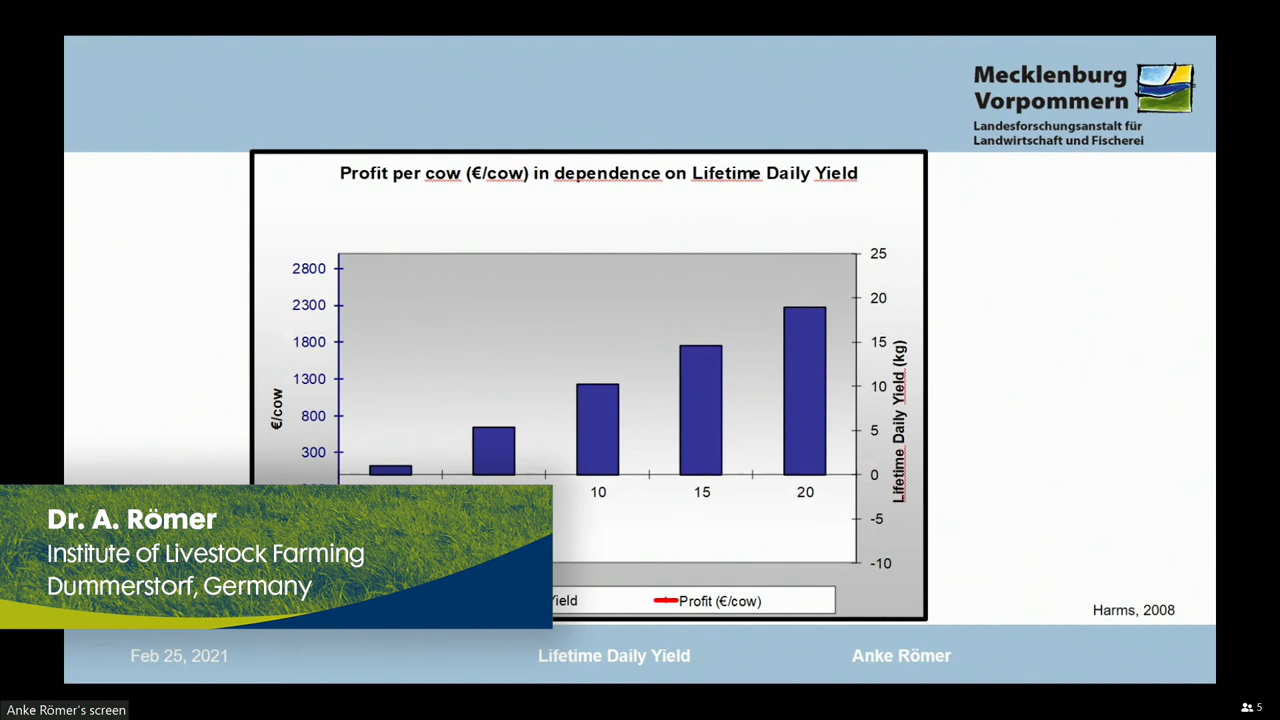 Mecklenburg
Vorpommern
Landesforschungsanstalt für
Landwirtschaft und Fischerei
Profit per cow (€/cow) in dependence on Lifetime Daily Yield
2800
2300
1800
1300
800
300
€/cow
25
20
15
10
5
0
-5
-10
Lifetime Daily Yield (kg)
10
15
20
Yield
Profit (€/cow)
Harms, 2008
Dr. A. Römer
Institute of Livestock Farming
Dummerstorf, Germany
Feb 25, 2021
Lifetime Daily Yield
Anke Römer
Anke Römer's screen
5